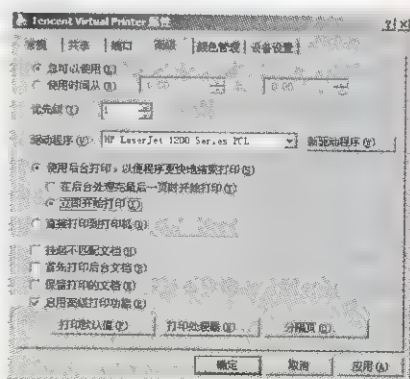 Tencent Virtual Printer 属性
常规 共享 端口 高级 颜色管理 设备设置
总可以使用(L)
使用时间从(B) 0:00 0:00
优先级(Y): 1
驱动程序(V): HP LaserJet 1200 Series PCL 新驱动程序(W)
使用后台打印，以便程序更快地结束打印(S)
在后台处理完最后一页时开始打印(T)
立即开始打印(I)
直接打印到打印机(D)
挂起不匹配文档(H)
首先打印后台文档(R)
保留打印的文档(K)
启用高级打印功能(E)
打印默认值(F) 打印处理器(N) 分隔页(O)
确定 取消 应用(A)